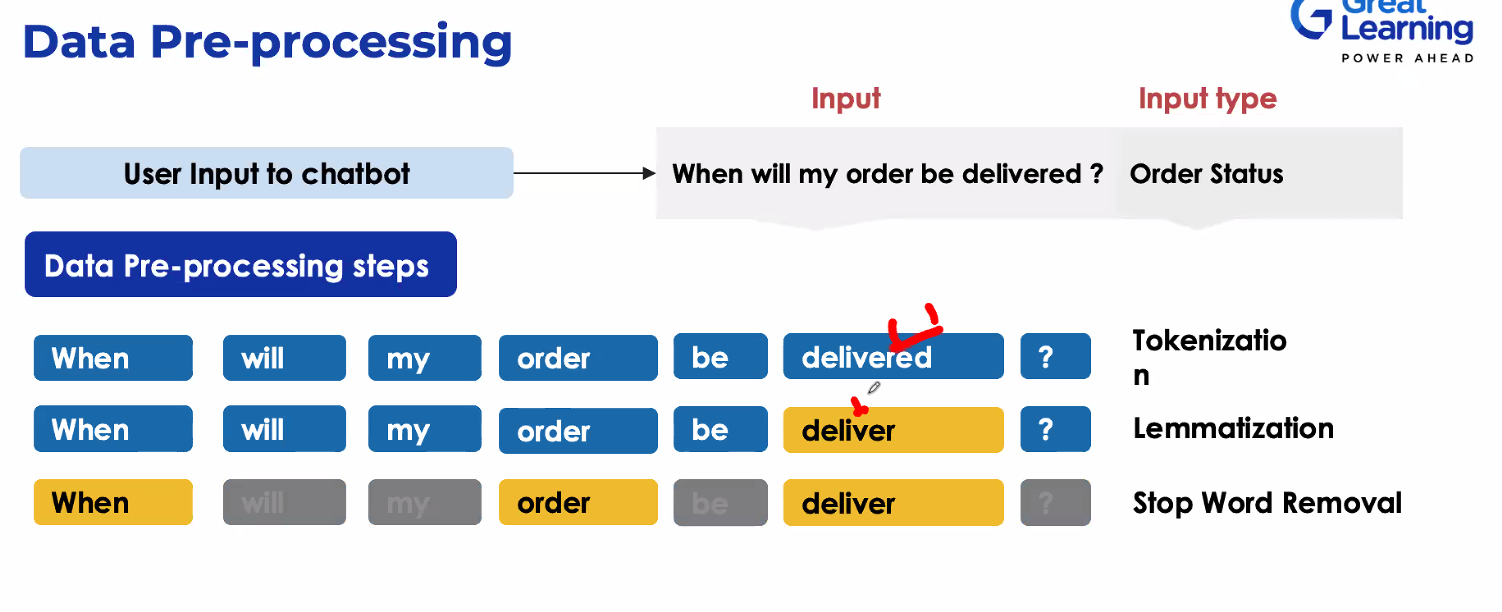 Data Pre-processing
Great
Learning
POWER AHEAD
Input Input type
User Input to chatbot When will my order be delivered ? Order Status
Data Pre-processing steps
When will my order be delivered ? Tokenizatio
n
When will my order be deliver ? Lemmatization
When will my order be deliver ? Stop Word Removal